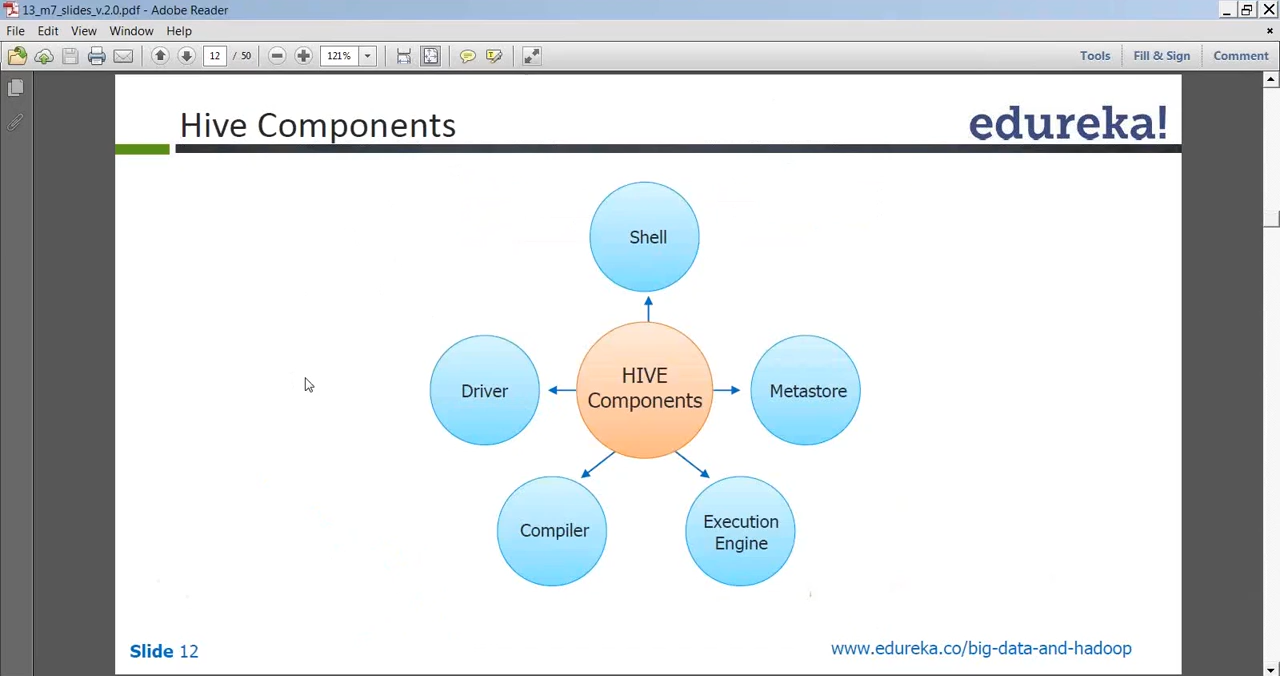 13_m7_slides_v.2.0.pdf - Adobe Reader
File Edit View Window Help
12 / 50 121% Tools Fill & Sign Comment
Hive Components
edureka!
Shell
Driver
HIVE
Components
Metastore
Compiler
Execution
Engine
Slide 12
www.edureka.co/big-data-and-hadoop